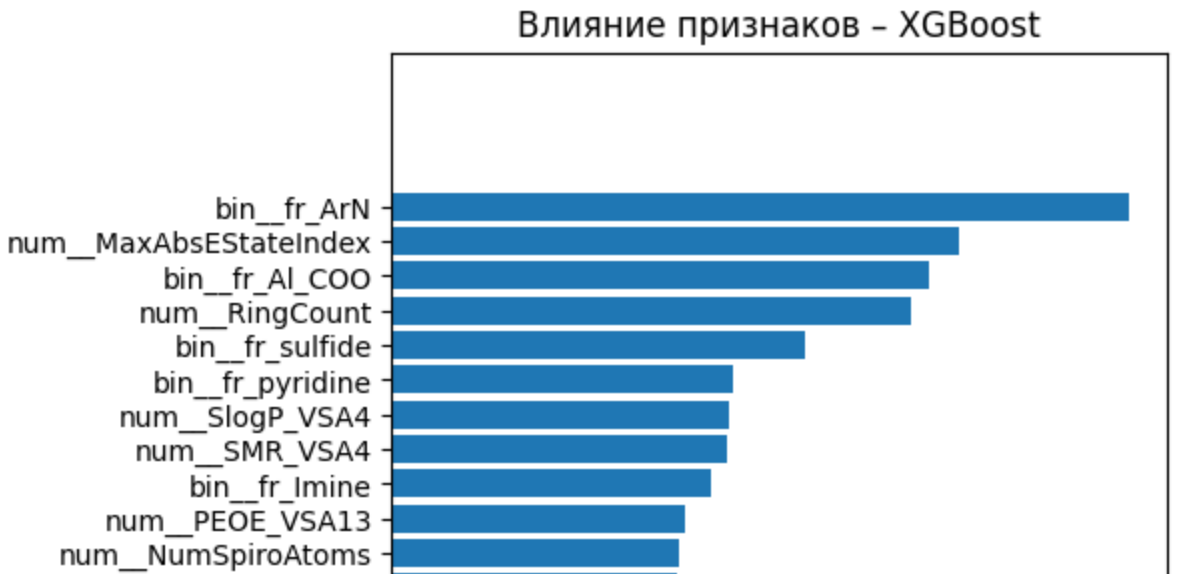 Влияние признаков – XGBoost
bin__fr_ArN
num__MaxAbsEStateIndex
bin__fr_Al_COO
num__RingCount
bin__fr_sulfide
bin__fr_pyridine
num__SlogP_VSA4
num__SMR_VSA4
bin__fr_Imine
num__PEOE_VSA13
num__NumSpiroAtoms